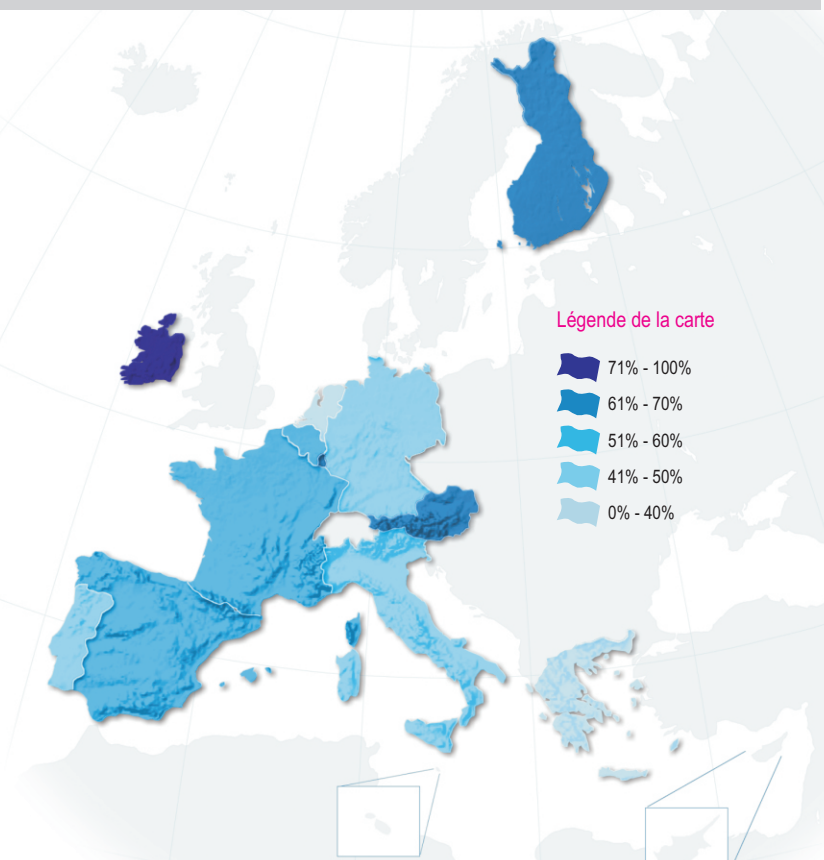 Légende de la carte
71% - 100%
61% - 70%
51% - 60%
41% - 50%
0% - 40%